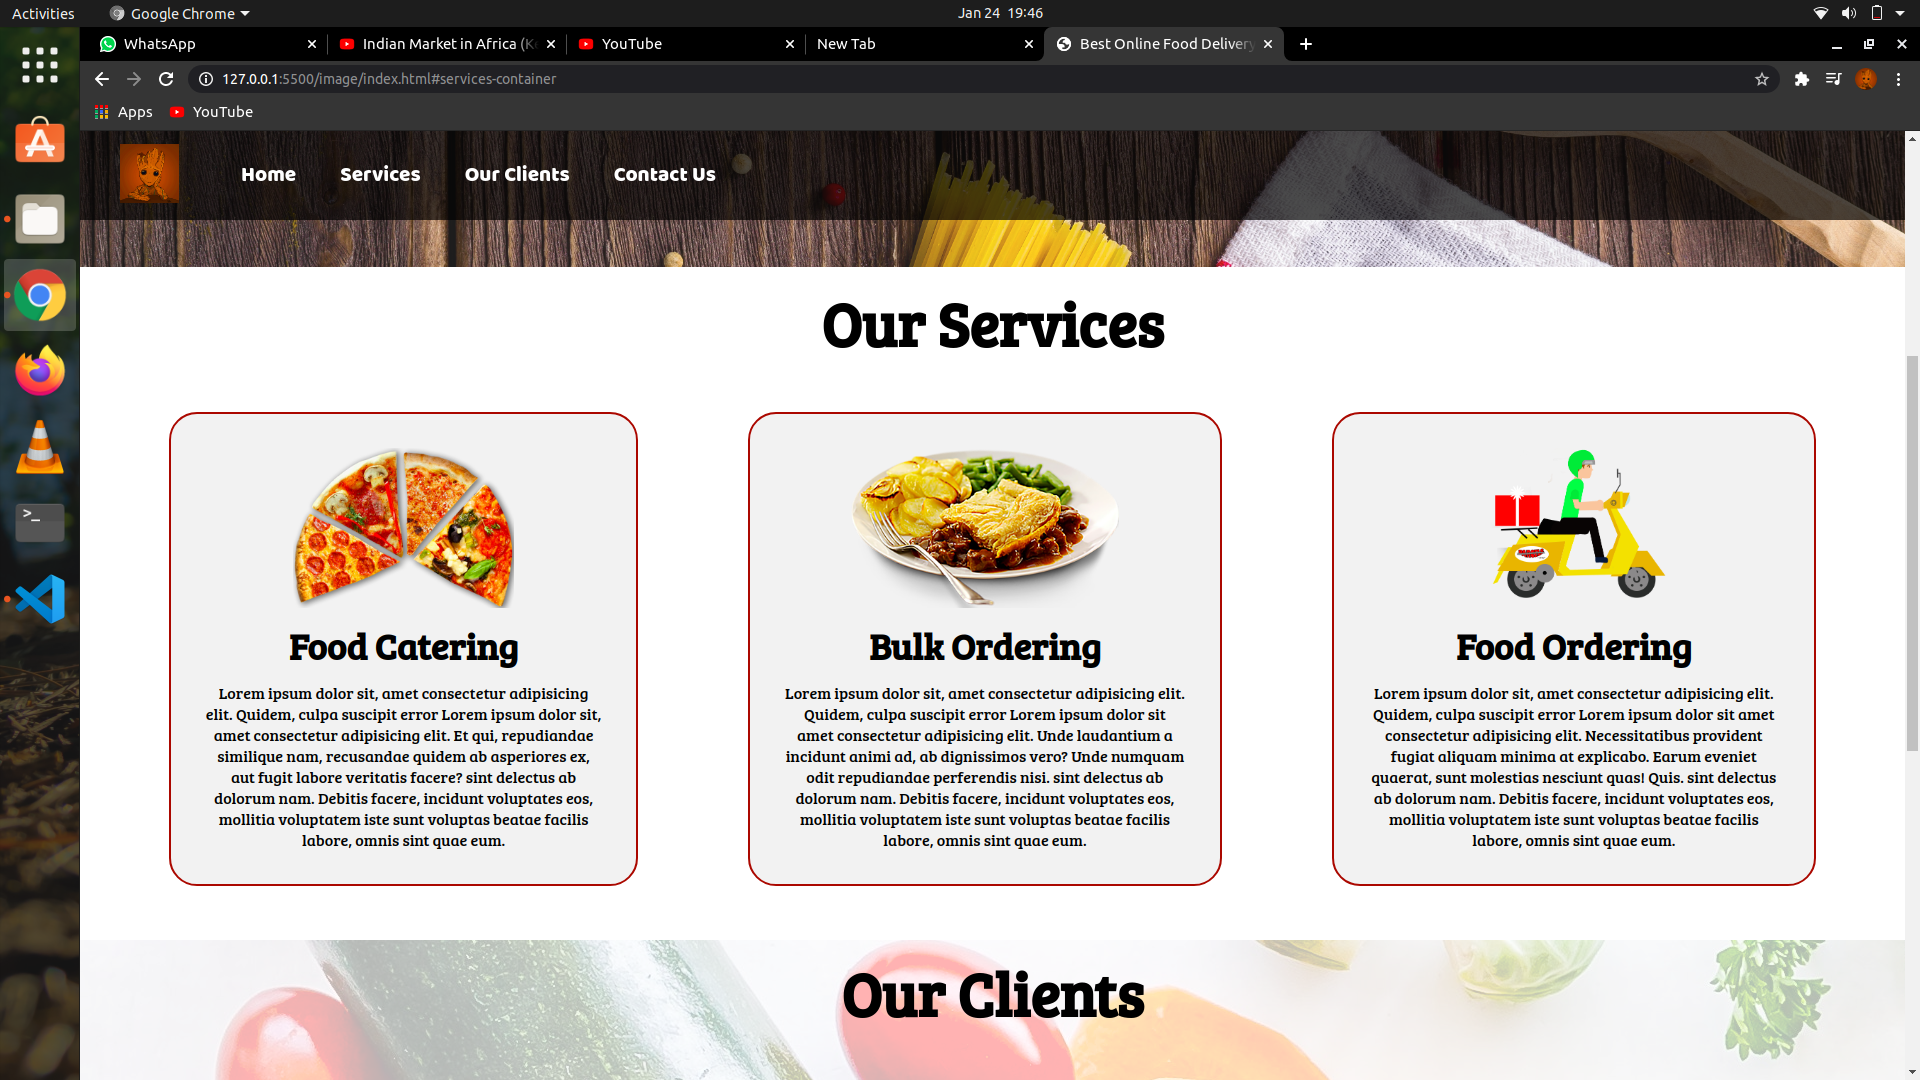 Activities
Google Chrome
Jan 24 19:46
WhatsApp
Indian Market in Africa (Ke
YouTube
New Tab
Best Online Food Delivery
127.0.0.1:5500/image/index.html#services-container
Apps
YouTube
Home
Services
Our Clients
Contact Us
Our Services
Food Catering
Lorem ipsum dolor sit, amet consectetur adipisicing
elit. Quidem, culpa suscipit error Lorem ipsum dolor sit,
amet consectetur adipisicing elit. Et qui, repudiandae
similique nam, recusandae quidem ab asperiores ex,
aut fugit labore veritatis facere? sint delectus ab
dolorum nam. Debitis facere, incidunt voluptates eos,
mollitia voluptatem iste sunt voluptas beatae facilis
labore, omnis sint quae eum.
Bulk Ordering
Lorem ipsum dolor sit, amet consectetur adipisicing elit.
Quidem, culpa suscipit error Lorem ipsum dolor sit
amet consectetur adipisicing elit. Unde laudantium a
incidunt animi ad, ab dignissimos vero? Unde numquam
odit repudiandae perferendis nisi. sint delectus ab
dolorum nam. Debitis facere, incidunt voluptates eos,
mollitia voluptatem iste sunt voluptas beatae facilis
labore, omnis sint quae eum.
Food Ordering
Lorem ipsum dolor sit, amet consectetur adipisicing elit.
Quidem, culpa suscipit error Lorem ipsum dolor sit amet
consectetur adipisicing elit. Necessitatibus provident
fugiat aliquam minima at explicabo. Earum eveniet
quaerat, sunt molestias nesciunt quas! Quis. sint delectus
ab dolorum nam. Debitis facere, incidunt voluptates eos,
mollitia voluptatem iste sunt voluptas beatae facilis
labore, omnis sint quae eum.
Our Clients